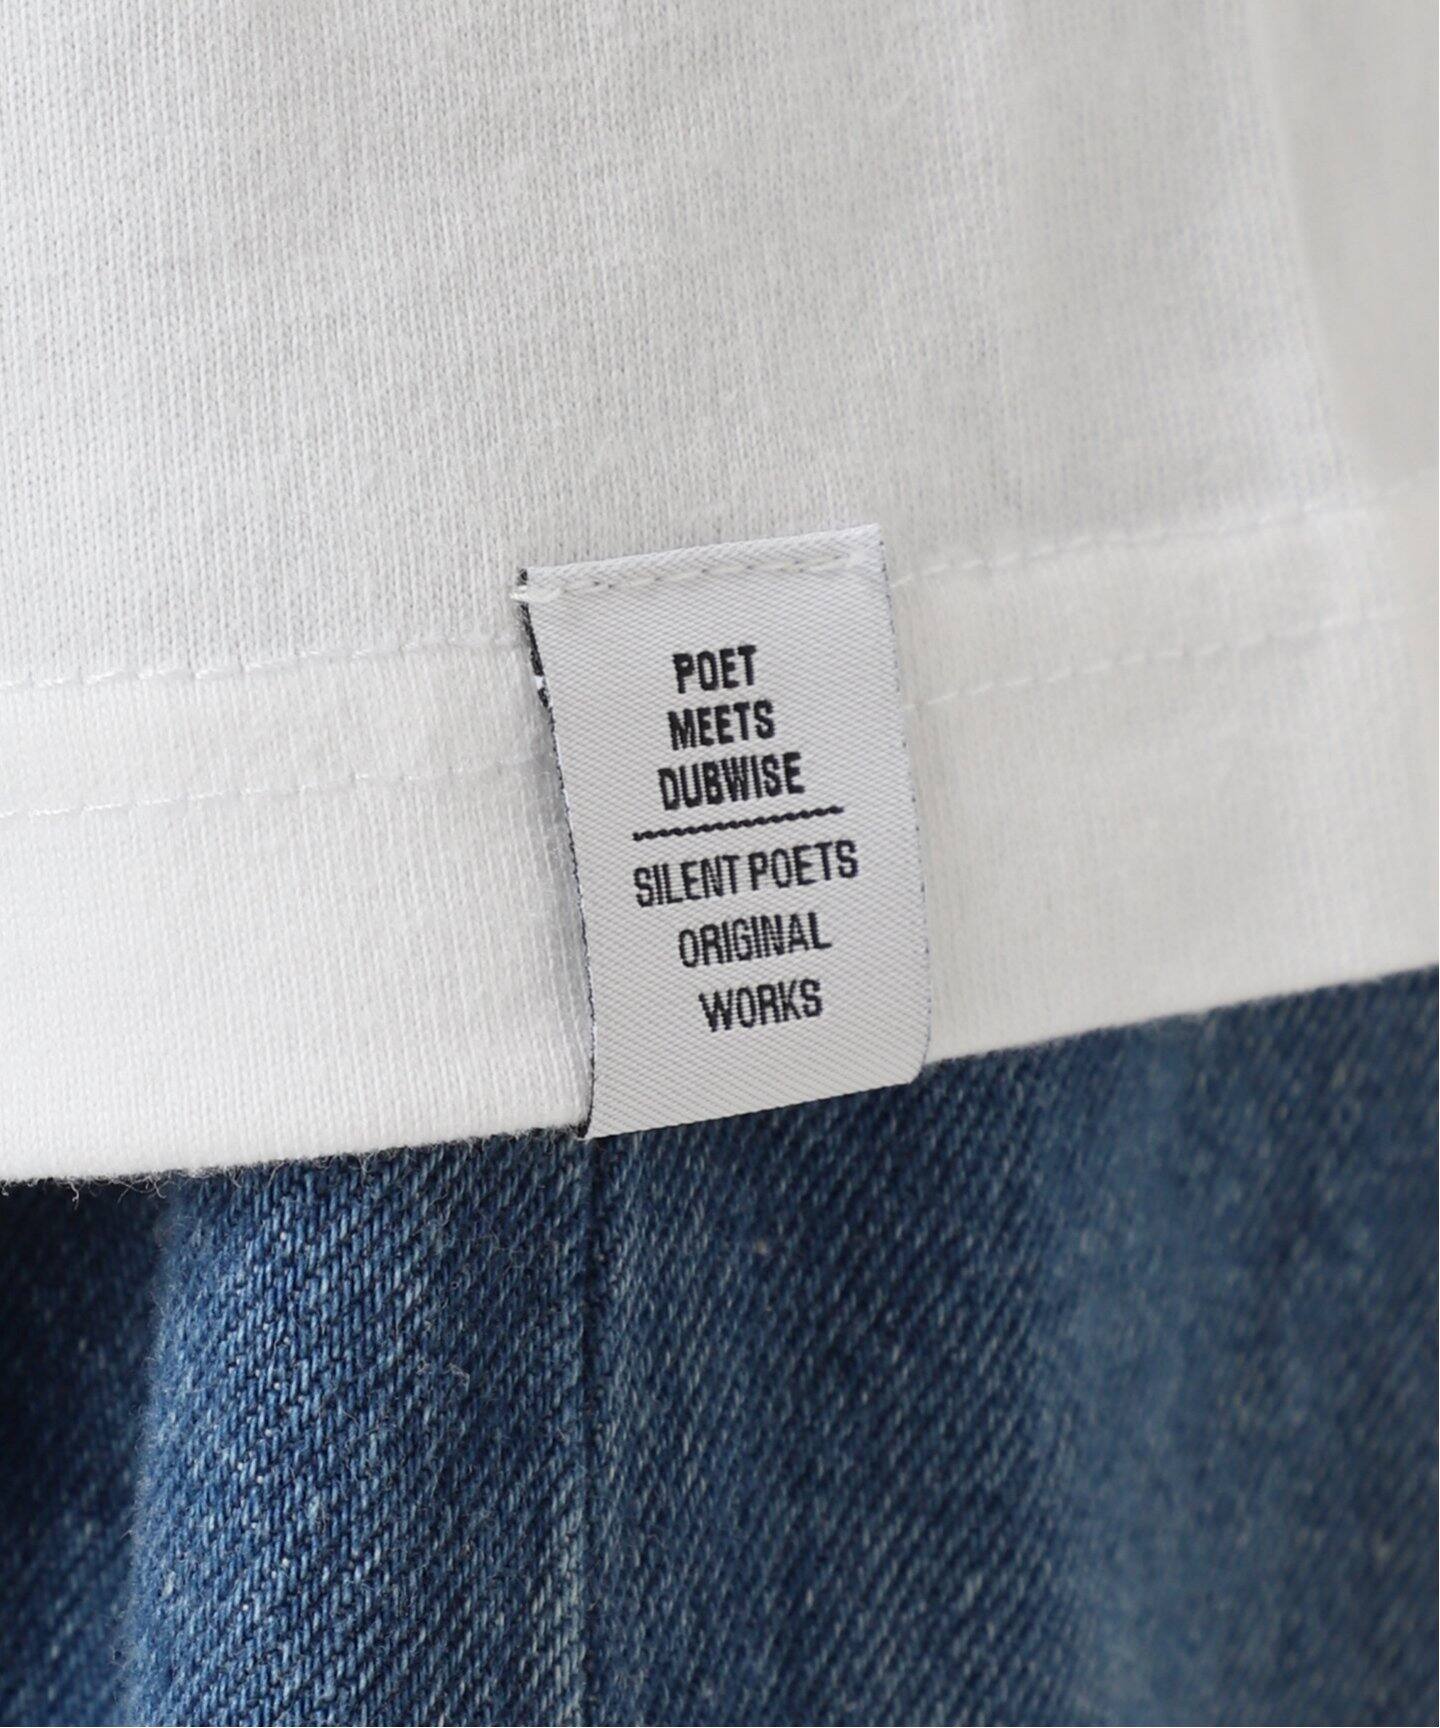 POET
MEETS
DUBWISE
SILENT POETS
ORIGINAL
WORKS